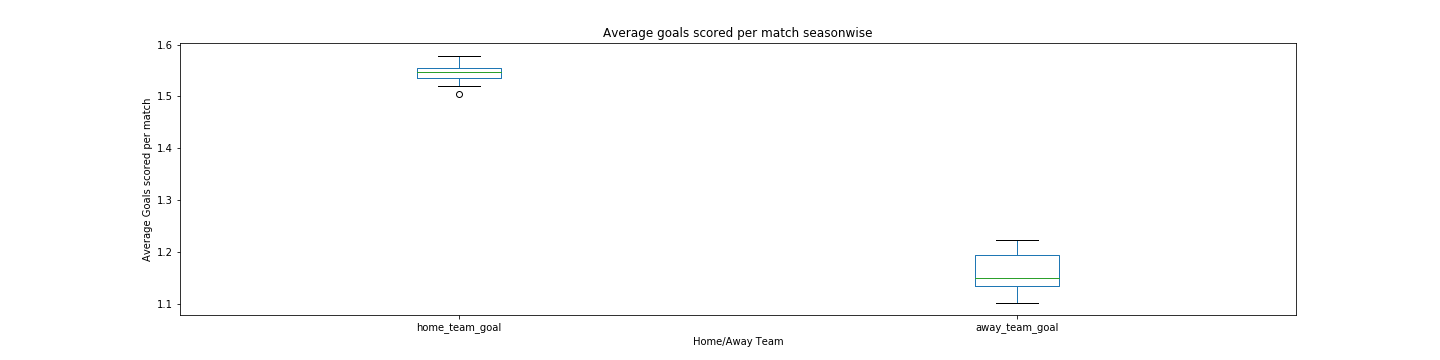 Average goals scored per match seasonwise
1.6
1.5
1.4
1.3
1.2
1.1
Average Goals scored per match
home_team_goal
away_team_goal
Home/Away Team